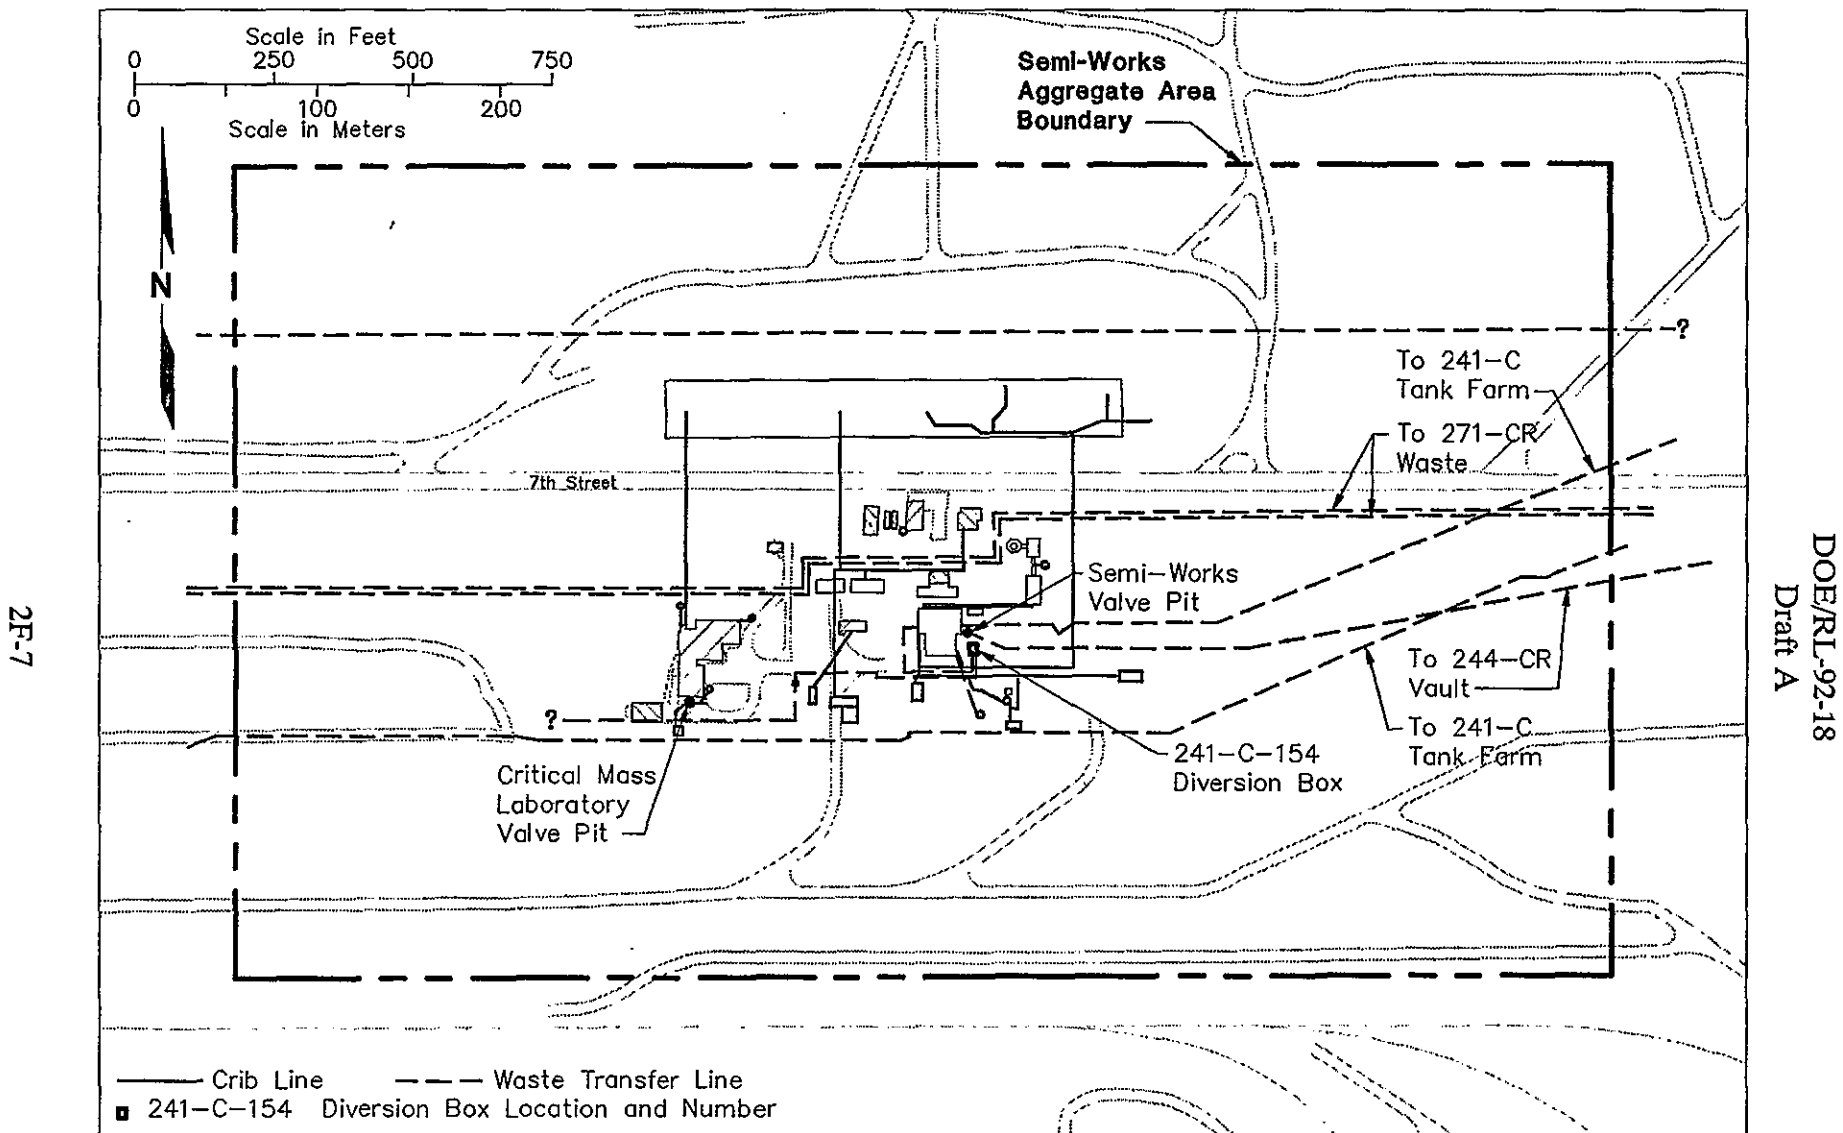 Scale in Feet
0 250 500 750
0 100 200
Scale in Meters
N
Semi-Works
Aggregate Area
Boundary
?
To 241-C
Tank Farm
To 271-CR
Waste
7th Street
Semi-Works
Valve Pit
To 244-CR
Vault
?
To 241-C
Tank Farm
241-C-154
Diversion Box
Critical Mass
Laboratory
Valve Pit
Crib Line Waste Transfer Line
241-C-154 Diversion Box Location and Number
2F-7
DOE/RL-92-18
Draft A